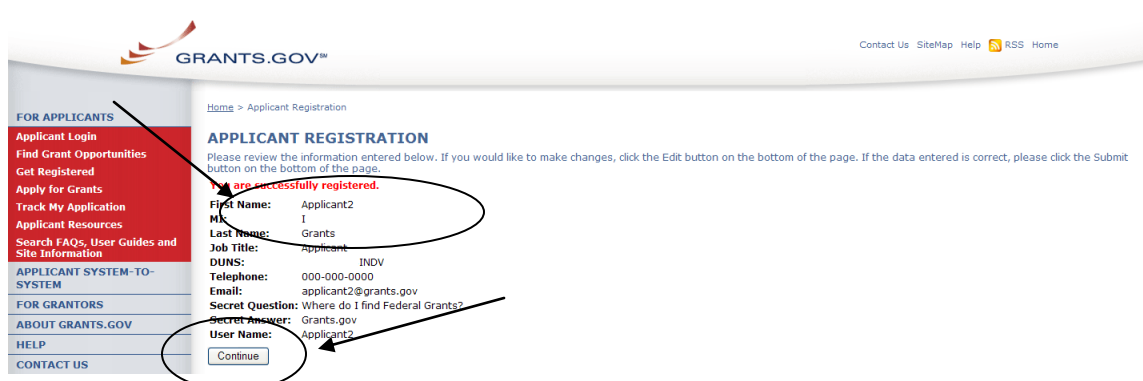 GRANTS.GOV℠
Contact Us SiteMap Help RSS Home
FOR APPLICANTS
Applicant Login
Find Grant Opportunities
Get Registered
Apply for Grants
Track My Application
Applicant Resources
Search FAQs, User Guides and
Site Information
APPLICANT SYSTEM-TO-
SYSTEM
FOR GRANTORS
ABOUT GRANTS.GOV
HELP
CONTACT US
Home > Applicant Registration
APPLICANT REGISTRATION
Please review the information entered below. If you would like to make changes, click the Edit button on the bottom of the page. If the data entered is correct, please click the Submit
button on the bottom of the page.
You are successfully registered.
First Name: Applicant2
MI: I
Last Name: Grants
Job Title: Applicant
DUNS: INDV
Telephone: 000-000-0000
Email: applicant2@grants.gov
Secret Question: Where do I find Federal Grants?
Secret Answer: Grants.gov
User Name: Applicant2
Continue